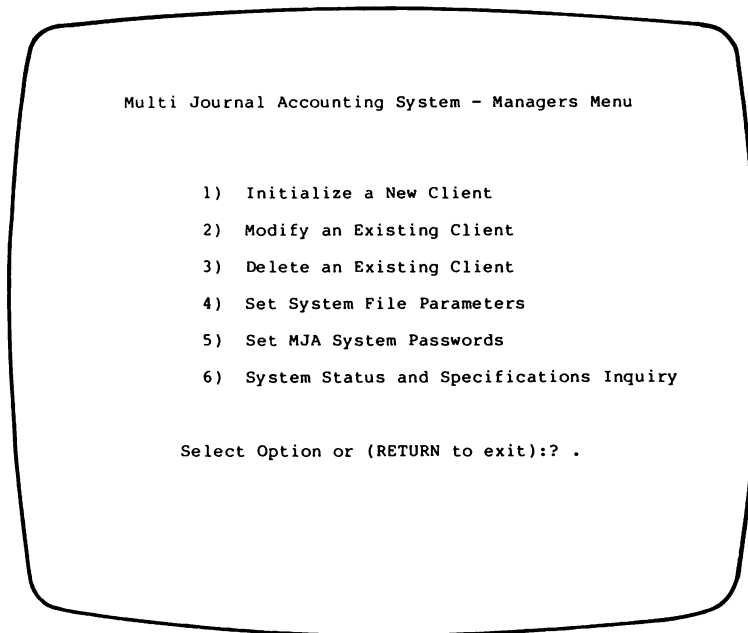 Multi Journal Accounting System - Managers Menu
1) Initialize a New Client
2) Modify an Existing Client
3) Delete an Existing Client
4) Set System File Parameters
5) Set MJA System Passwords
6) System Status and Specifications Inquiry
Select Option or (RETURN to exit):? .